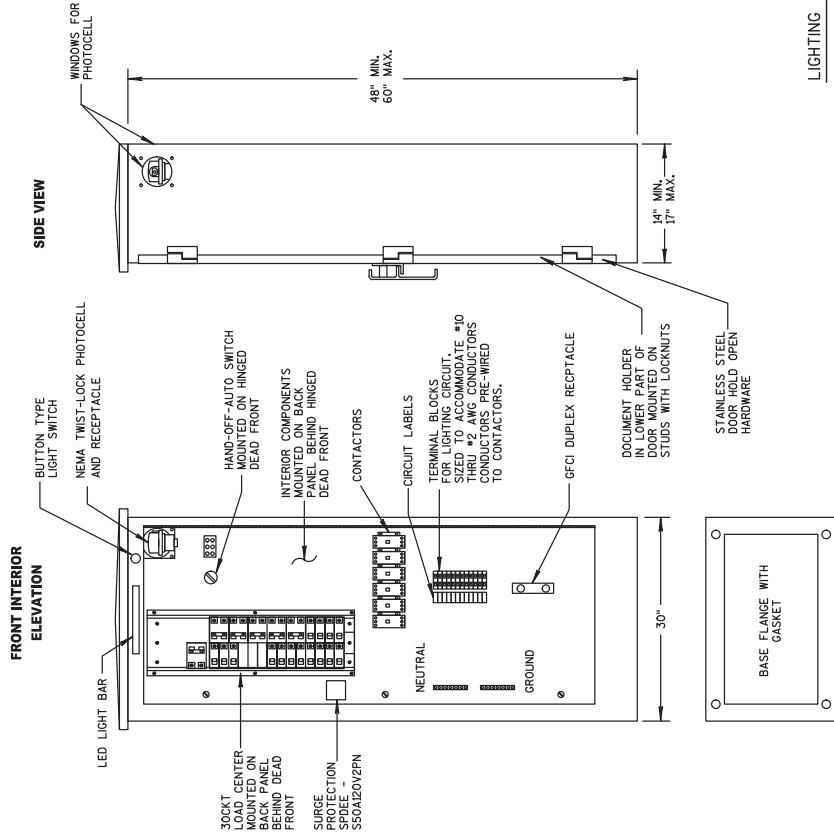 FRONT INTERIOR
ELEVATION
LED LIGHT BAR
BUTTON TYPE
LIGHT SWITCH
NEMA TWIST-LOCK PHOTOCELL
AND RECEPTACLE
HAND-OFF-AUTO SWITCH
MOUNTED ON HINGED
DEAD FRONT
INTERIOR COMPONENTS
MOUNTED ON BACK
PANEL BEHIND HINGED
DEAD FRONT
CONTACTORS
CIRCUIT LABELS
TERMINAL BLOCKS
FOR LIGHTING CIRCUIT.
SIZED TO ACCOMMODATE #10
THRU #2 AWG CONDUCTORS
CONDUCTORS PRE-WIRED
TO CONTACTORS.
GFCI DUPLEX RECPTACLE
30CKT
LOAD CENTER
MOUNTED ON
BACK PANEL
BEHIND DEAD
FRONT
SURGE
PROTECTION
SPDEE -
S50A120V2PN
NEUTRAL
GROUND
30"
BASE FLANGE WITH
GASKET
SIDE VIEW
WINDOWS FOR
PHOTOCELL
48" MIN.
60" MAX.
14" MIN.
17" MAX.
DOCUMENT HOLDER
IN LOWER PART OF
DOOR MOUNTED ON
STUDS WITH LOCKNUTS
STAINLESS STEEL
DOOR HOLD OPEN
HARDWARE
LIGHTING